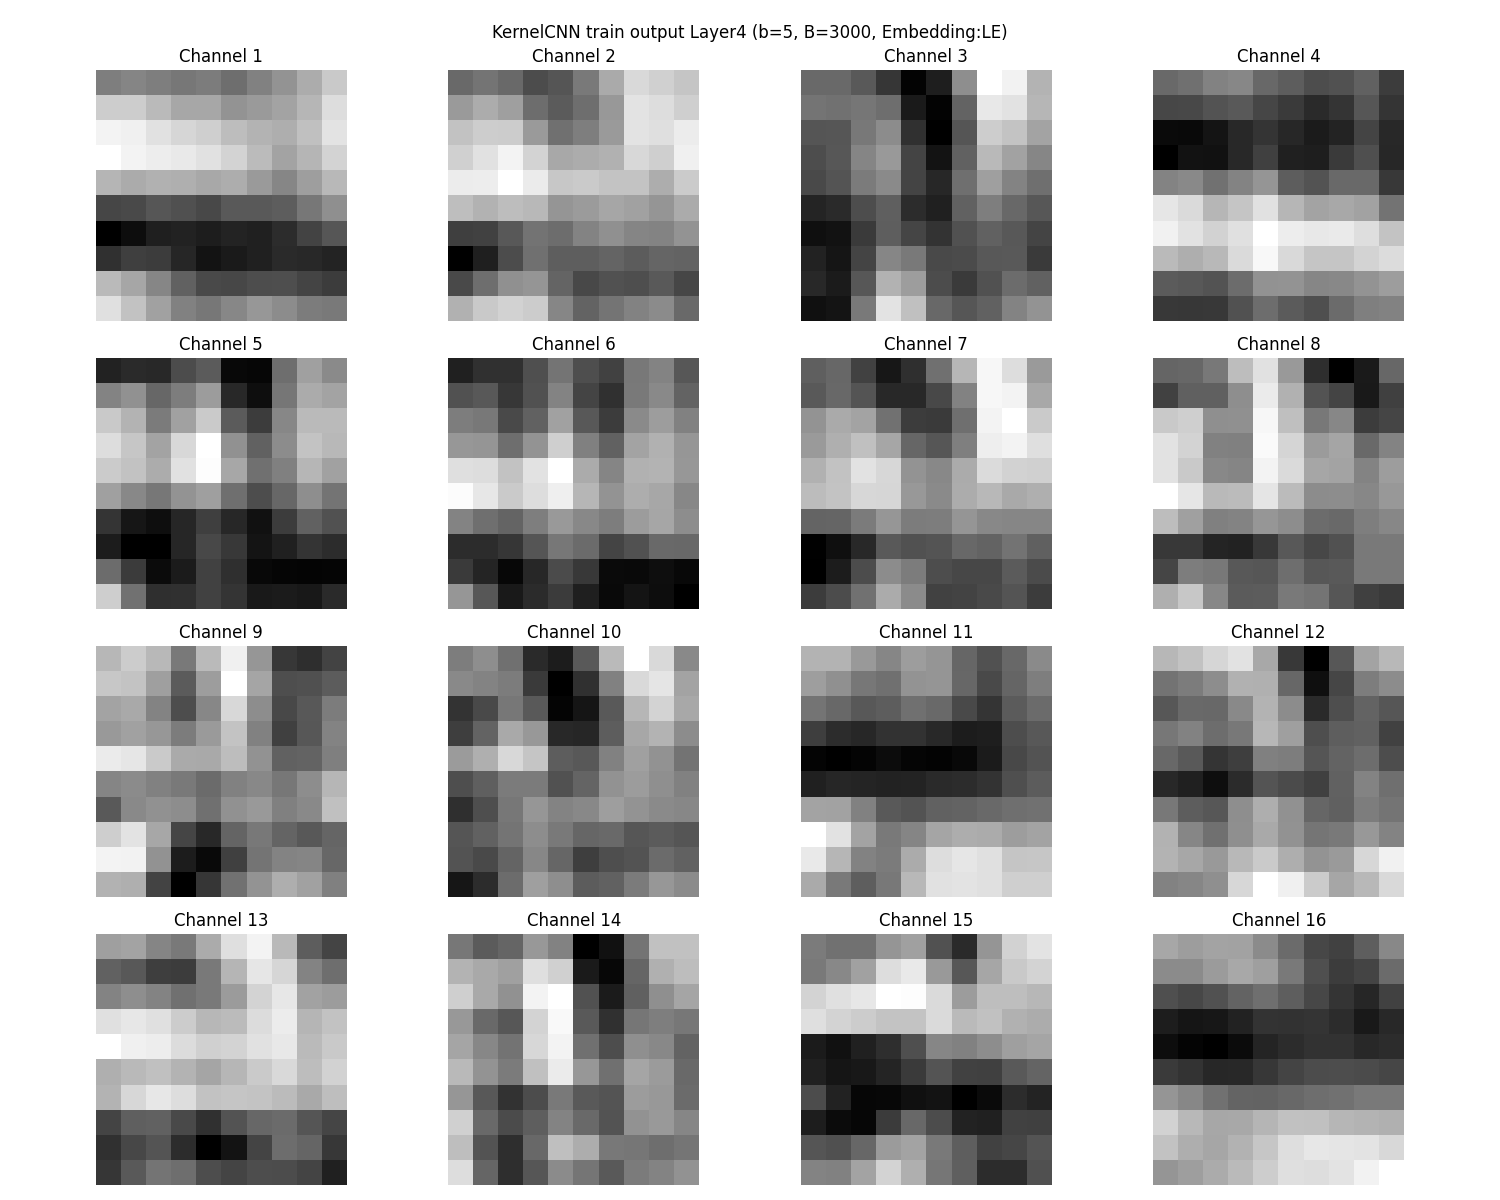 KernelCNN train output Layer4 (b=5, B=3000, Embedding:LE)
Channel 1 Channel 2 Channel 3 Channel 4
Channel 5 Channel 6 Channel 7 Channel 8
Channel 9 Channel 10 Channel 11 Channel 12
Channel 13 Channel 14 Channel 15 Channel 16